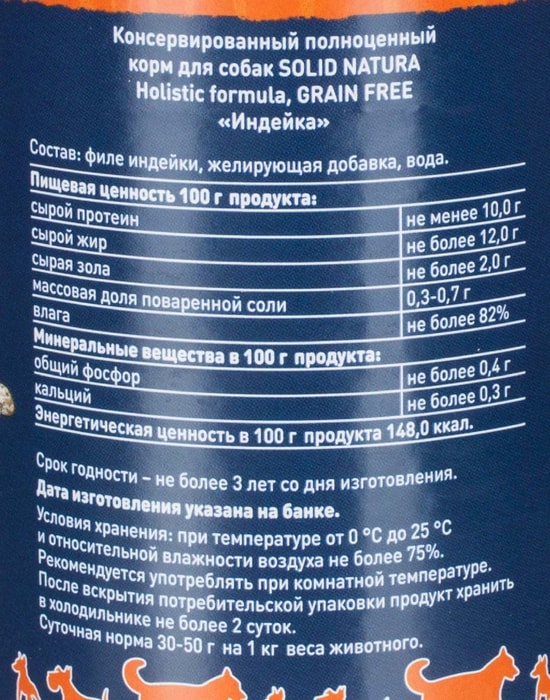 Консервированный полноценный
корм для собак SOLID NATURA
Holistic formula, GRAIN FREE
«Индейка»
Состав: филе индейки, желирующая добавка, вода.
Пищевая ценность 100 г продукта:
сырой протеин не менее 10,0 г
сырой жир не более 12,0 г
сырая зола не более 2,0 г
массовая доля поваренной соли 0,3-0,7 г
влага не более 82%
Минеральные вещества в 100 г продукта:
общий фосфор не более 0,4 г
кальций не более 0,3 г
Энергетическая ценность в 100 г продукта 148,0 ккал.
Срок годности – не более 3 лет со дня изготовления.
Дата изготовления указана на банке.
Условия хранения: при температуре от 0 °C до 25 °C
и относительной влажности воздуха не более 75%.
Рекомендуется употреблять при комнатной температуре.
После вскрытия потребительской упаковки продукт хранить
в холодильнике не более 2 суток.
Суточная норма 30-50 г на 1 кг веса животного.